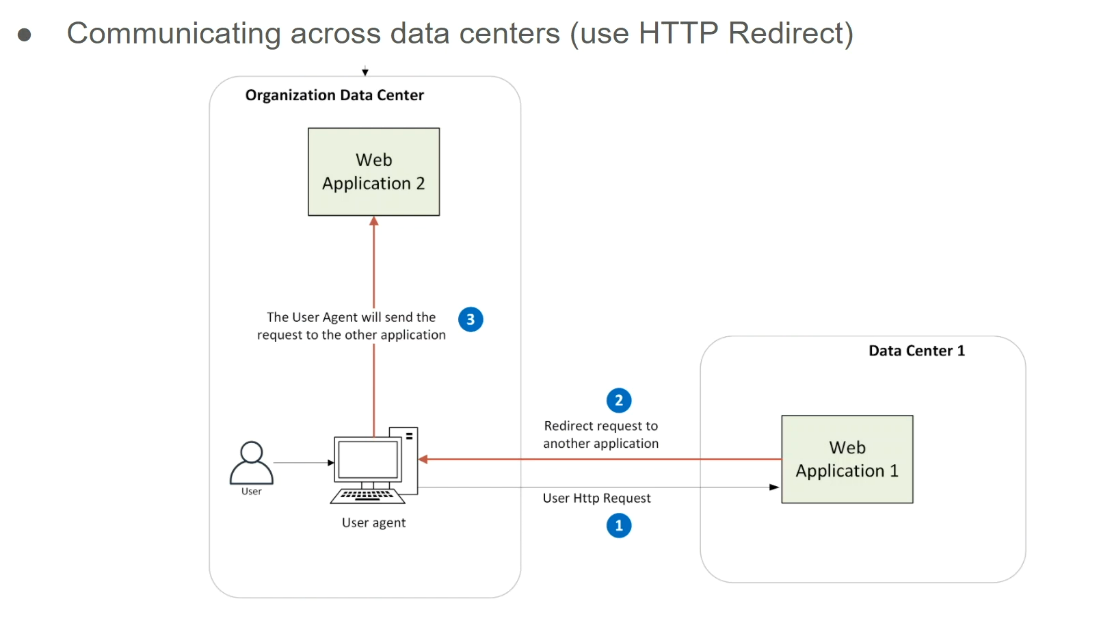 ● Communicating across data centers (use HTTP Redirect)
Organization Data Center
Web
Application 2
The User Agent will send the
request to the other application
3
Data Center 1
2
Redirect request to
another application
Web
Application 1
User
User Http Request
1
User agent